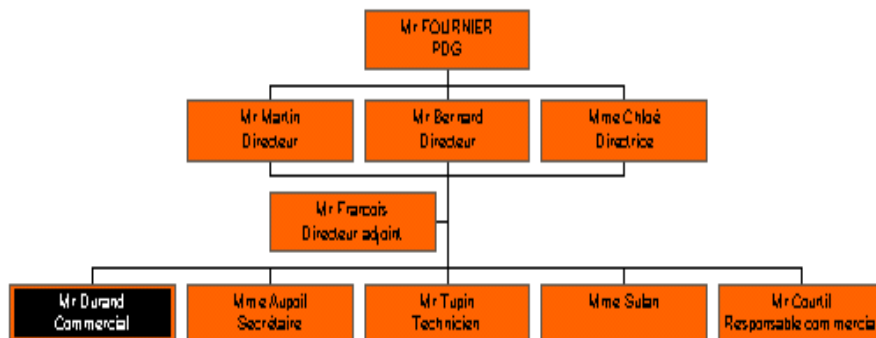 Mr FOURNIER
PDG
Mr Martin
Directeur
Mr Bernard
Directeur
Mme Chloé
Directrice
Mr Francois
Directeur adjoint
Mr Durand
Commercial
Mme Aupail
Secrétaire
Mr Tupin
Technicien
Mme Sulan
Mr Courtil
Responsable commercial